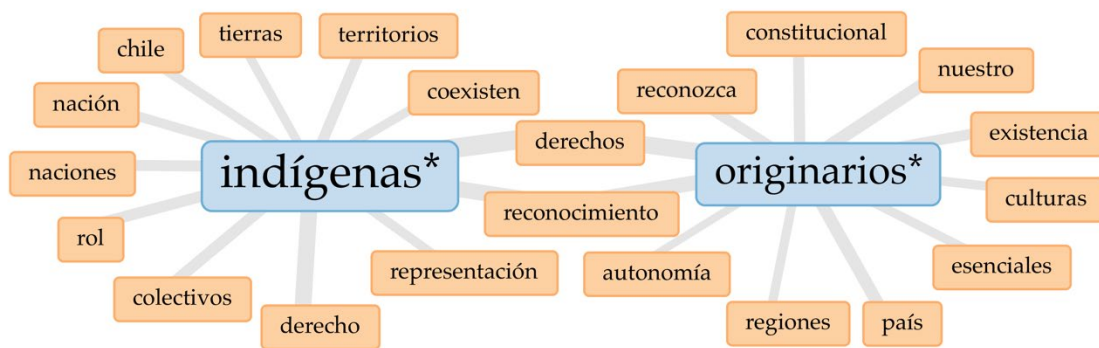 constitucional
tierras
territorios
chile
nuestro
reconozca
coexisten
nación
existencia
derechos
indígenas*
originarios*
naciones
culturas
reconocimiento
rol
esenciales
representación
autonomía
colectivos
derecho
regiones
país